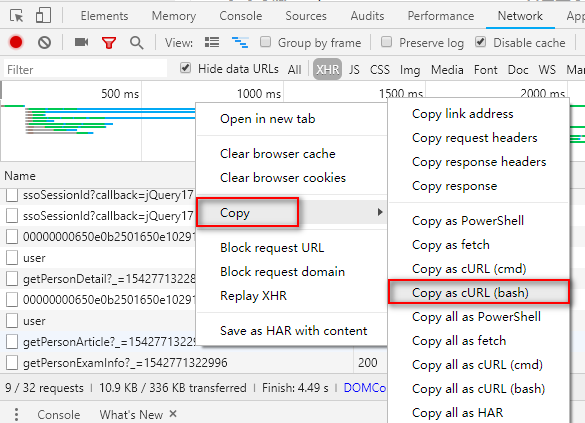 Elements Console Sources Audits Performance Network
View: Group by frame Preserve log Disable cache
Filter Hide data URLs All XHR JS CSS Img Media Font Doc WS Man
500 ms 1000 ms 1500 ms 2000 ms
Name
ssoSessionId?callback=jQuery17
ssoSessionId?callback=jQuery17
00000000650e0b2501650e10291
user
getPersonDetail?_=1542771322
00000000650e0b2501650e10291
user
getPersonArticle?_=1542771322
getPersonExamInfo?_=1542771322996 200
9 / 32 requests | 10.9 KB / 336 KB transferred | Finish: 4.49 s | DOMCo
Console What's New
Open in new tab
Clear browser cache
Clear browser cookies
Copy
Block request URL
Block request domain
Replay XHR
Save as HAR with content
Copy link address
Copy request headers
Copy response headers
Copy response
Copy as PowerShell
Copy as fetch
Copy as cURL (cmd)
Copy as cURL (bash)
Copy all as PowerShell
Copy all as fetch
Copy all as cURL (cmd)
Copy all as cURL (bash)
Copy all as HAR